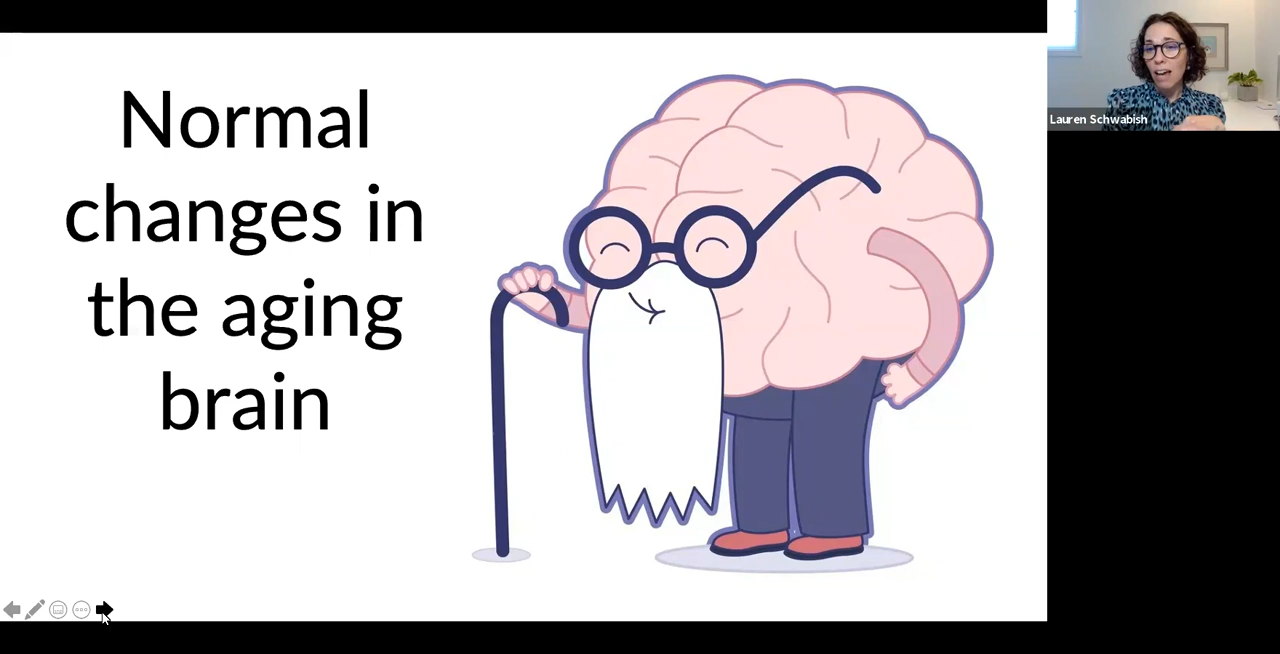 Normal
changes in
the aging
brain
Lauren Schwabish